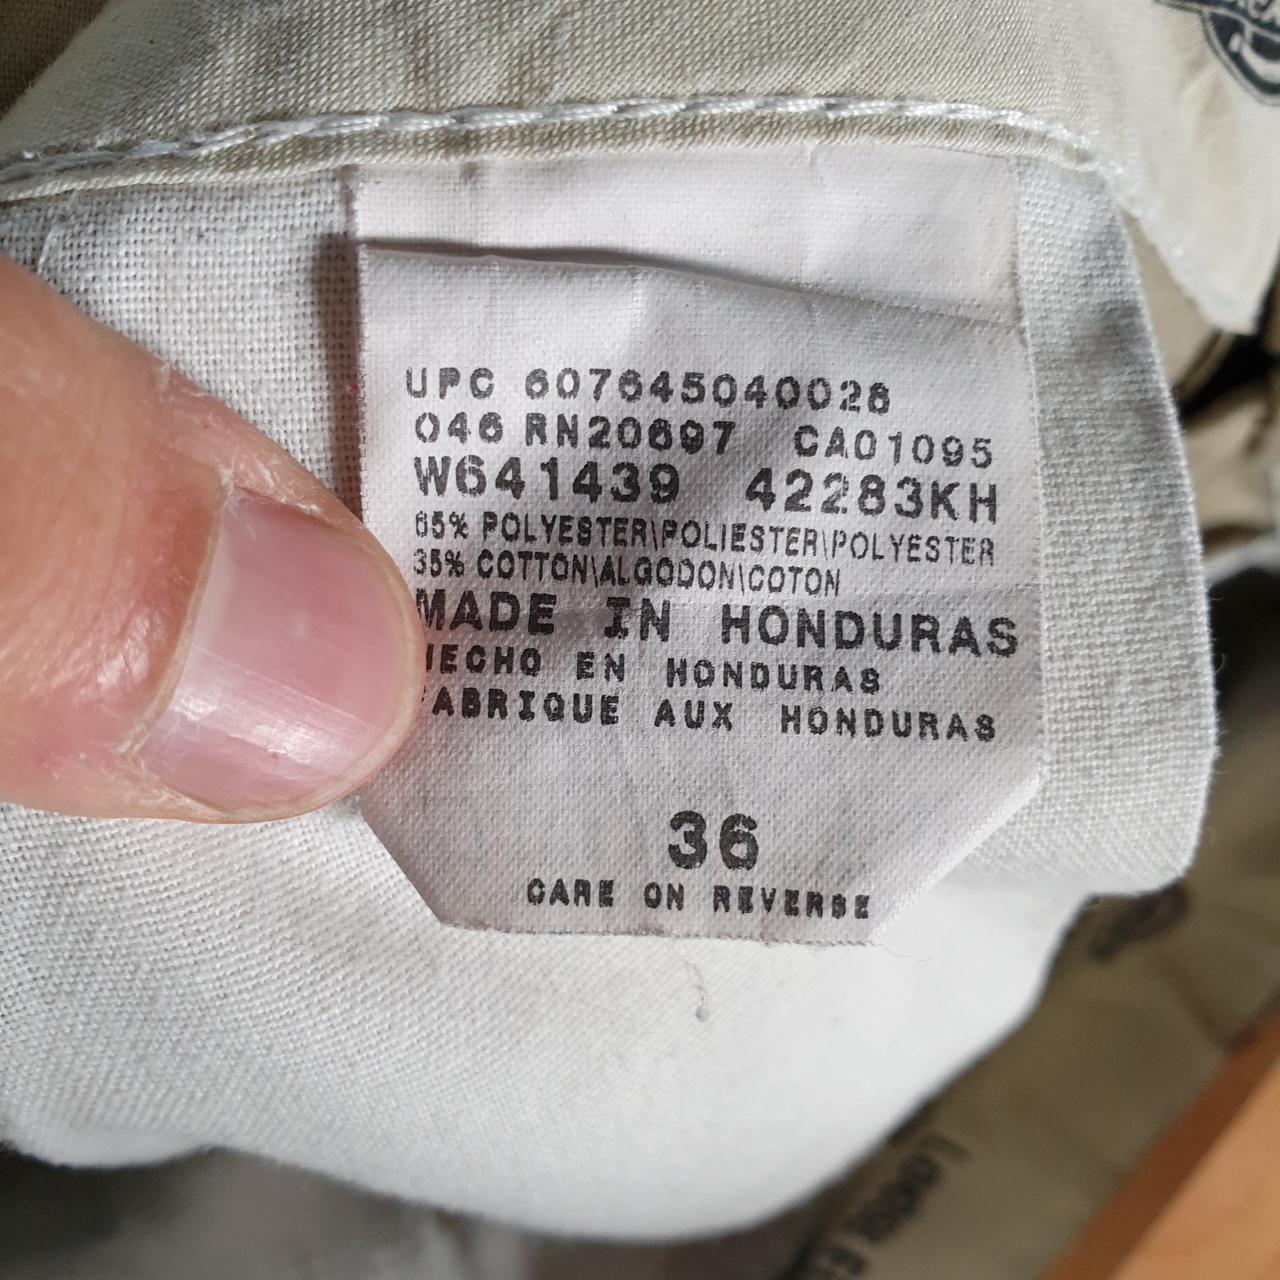 UPC 607645040028
046 RN20697 CA01095
W641439 42283KH
65% POLYESTER\POLIESTER\POLYESTER
35% COTTON\ALGODON\COTON
MADE IN HONDURAS
HECHO EN HONDURAS
FABRIQUE AUX HONDURAS
36
CARE ON REVERSE